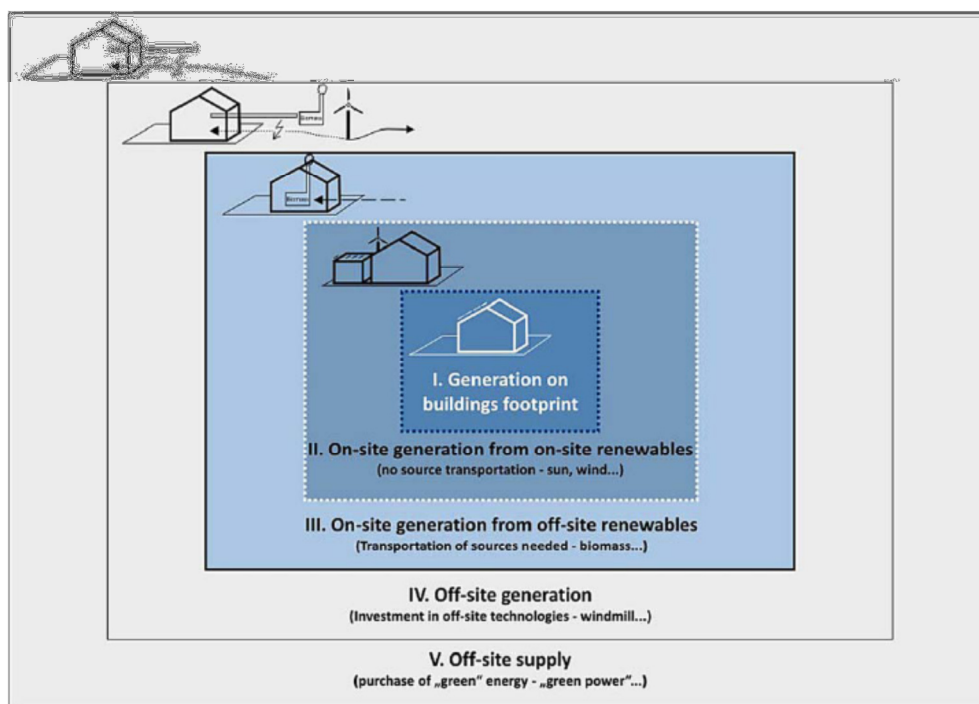 Biomass
Biomass
I. Generation on
buildings footprint
II. On-site generation from on-site renewables
(no source transportation - sun, wind...)
III. On-site generation from off-site renewables
(Transportation of sources needed - biomass...)
IV. Off-site generation
(Investment in off-site technologies - windmill...)
V. Off-site supply
(purchase of „green“ energy - „green power“...)